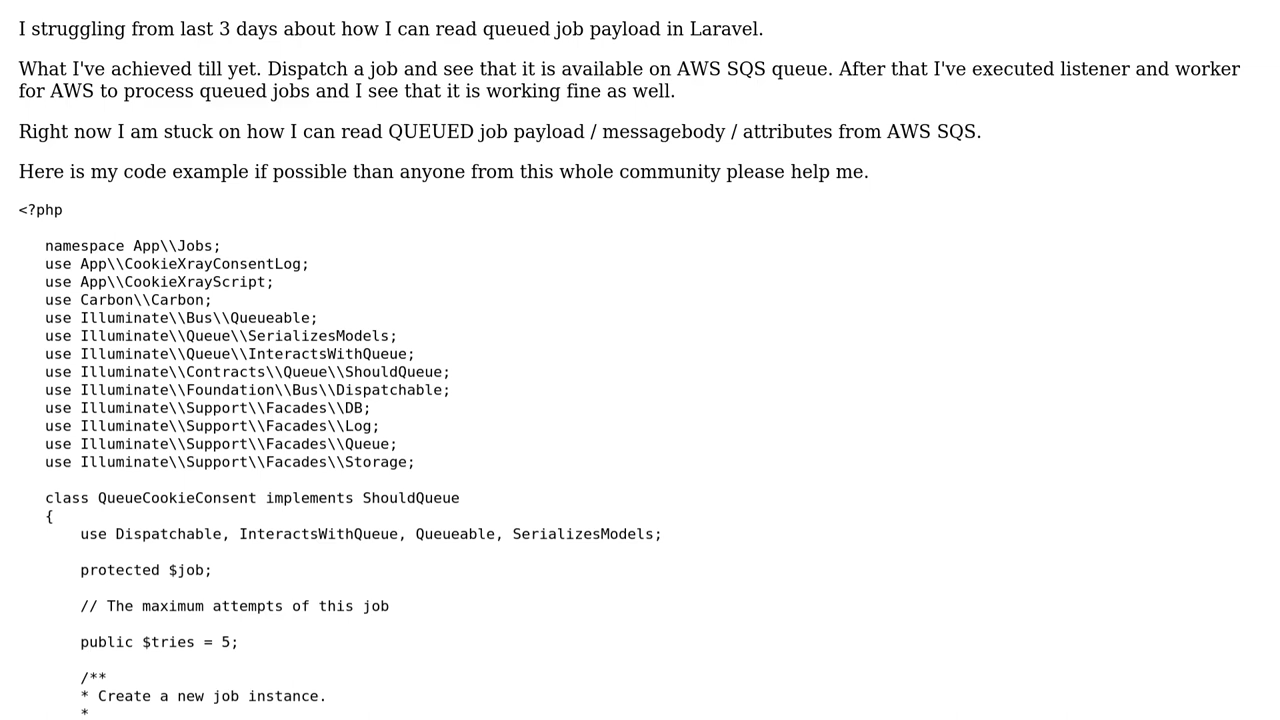 I struggling from last 3 days about how I can read queued job payload in Laravel.
What I've achieved till yet. Dispatch a job and see that it is available on AWS SQS queue. After that I've executed listener and worker
for AWS to process queued jobs and I see that it is working fine as well.
Right now I am stuck on how I can read QUEUED job payload / messagebody / attributes from AWS SQS.
Here is my code example if possible than anyone from this whole community please help me.
<?php
namespace App\\Jobs;
use App\\CookieXrayConsentLog;
use App\\CookieXrayScript;
use Carbon\\Carbon;
use Illuminate\\Bus\\Queueable;
use Illuminate\\Queue\\SerializesModels;
use Illuminate\\Queue\\InteractsWithQueue;
use Illuminate\\Contracts\\Queue\\ShouldQueue;
use Illuminate\\Foundation\\Bus\\Dispatchable;
use Illuminate\\Support\\Facades\\DB;
use Illuminate\\Support\\Facades\\Log;
use Illuminate\\Support\\Facades\\Queue;
use Illuminate\\Support\\Facades\\Storage;
class QueueCookieConsent implements ShouldQueue
{
use Dispatchable, InteractsWithQueue, Queueable, SerializesModels;
protected $job;
// The maximum attempts of this job
public $tries = 5;
/**
* Create a new job instance.
*